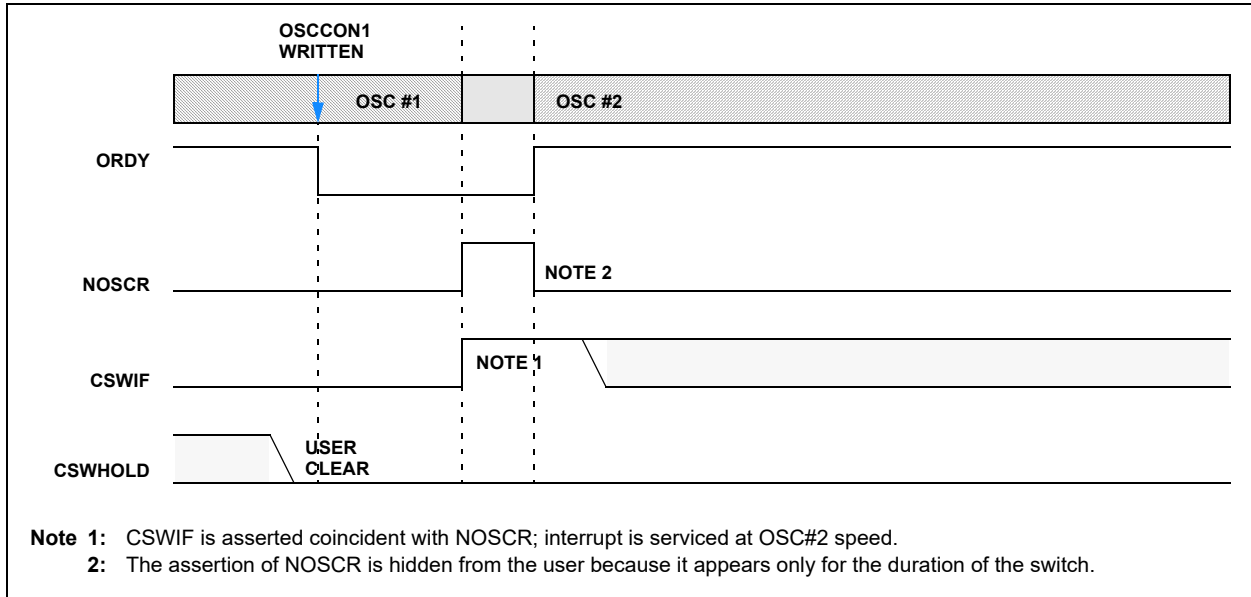 OSCCON1
WRITTEN
OSC #1
OSC #2
ORDY
NOSCR
NOTE 2
CSWIF
NOTE 1
CSWHOLD
USER
CLEAR
Note 1: CSWIF is asserted coincident with NOSCR; interrupt is serviced at OSC#2 speed.
2: The assertion of NOSCR is hidden from the user because it appears only for the duration of the switch.